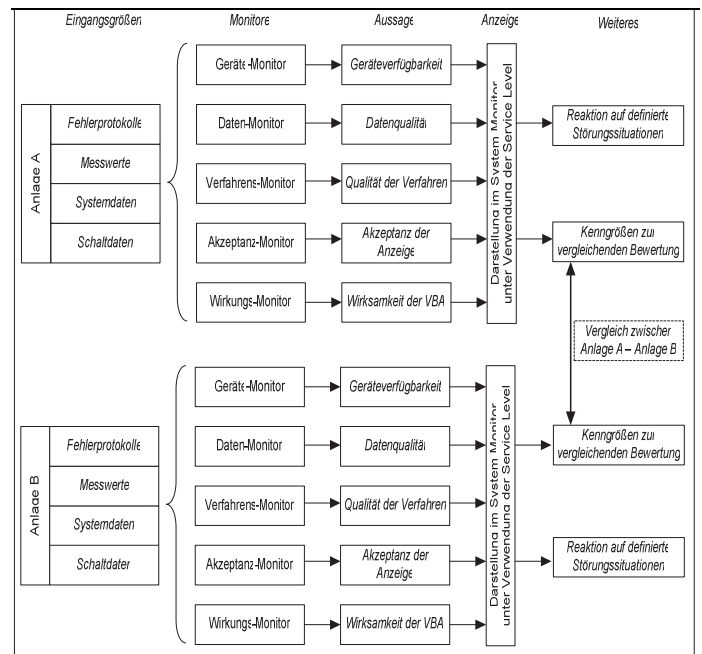 Eingangsgrößen
Monitore
Aussage
Anzeige
Weiteres
Anlage A
Fehlerprotokolle
Messwerte
Systemdaten
Schaltdaten
Geräte-Monitor
Geräteverfügbarkeit
Daten-Monitor
Datenqualität
Verfahrens-Monitor
Qualität der Verfahren
Akzeptanz-Monitor
Akzeptanz der
Anzeige
Wirkungs-Monitor
Wirksamkeit der VBA
Darstellung im System Monitor
unter Verwendung der Service Level
Reaktion auf definierte
Störungssituationen
Kenngrößen zur
vergleichenden Bewertung
Vergleich zwischer
Anlage A – Anlage B
Anlage B
Fehlerprotokolle
Messwerte
Systemdaten
Schaltdater
Geräte-Monitor
Geräteverfügbarkeit
Daten-Monitor
Datenqualität
Verfahrens-Monitor
Qualität der Verfahren
Akzeptanz-Monitor
Akzeptanz der
Anzeige
Wirkungs-Monitor
Wirksamkeit der VBA
Darstellung im System Monitor
unter Verwendung der Service Level
Kenngrößen zur
vergleichenden Bewertung
Reaktion auf definierte
Störungssituationen